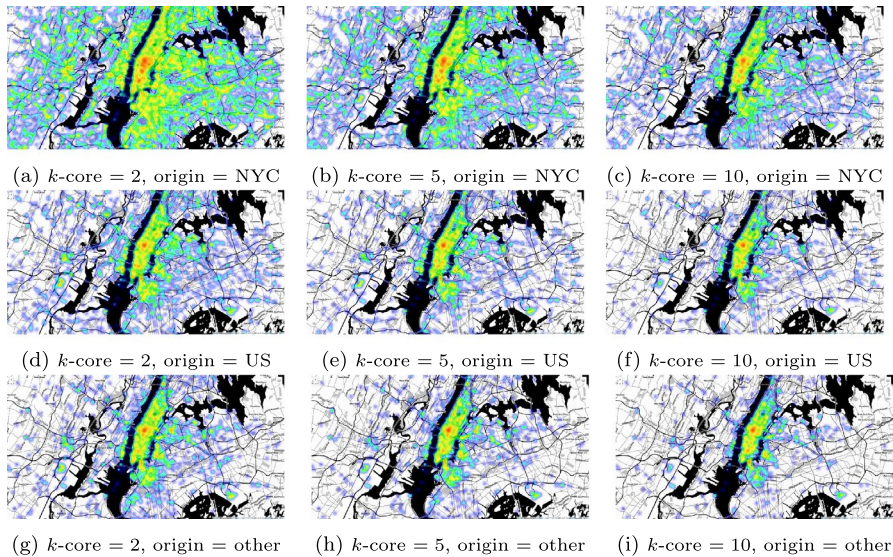 (a) k-core = 2, origin = NYC
(b) k-core = 5, origin = NYC
(c) k-core = 10, origin = NYC
(d) k-core = 2, origin = US
(e) k-core = 5, origin = US
(f) k-core = 10, origin = US
(g) k-core = 2, origin = other
(h) k-core = 5, origin = other
(i) k-core = 10, origin = other